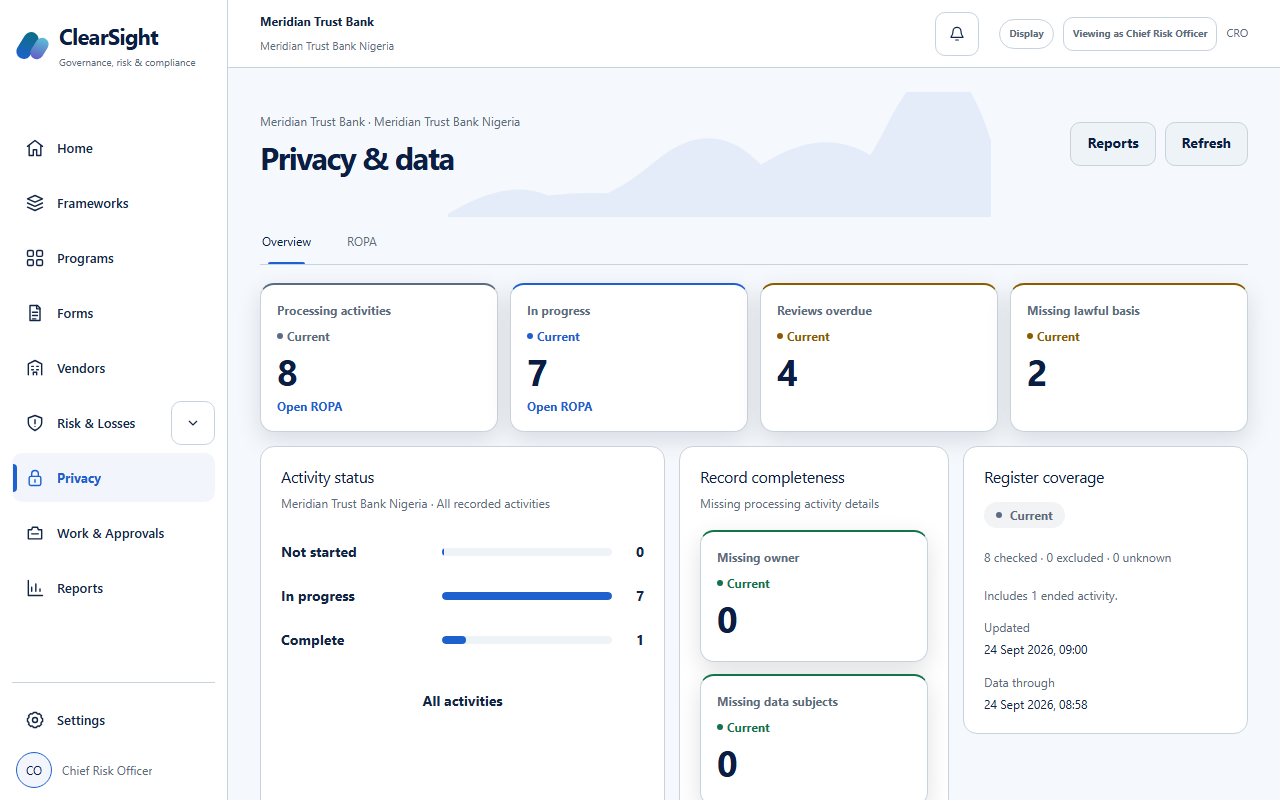 ClearSight
Governance, risk & compliance
Home
Frameworks
Programs
Forms
Vendors
Risk & Losses
Privacy
Work & Approvals
Reports
Settings
CO
Chief Risk Officer
Meridian Trust Bank
Meridian Trust Bank Nigeria
Display
Viewing as Chief Risk Officer
CRO
Meridian Trust Bank · Meridian Trust Bank Nigeria
Privacy & data
Reports
Refresh
Overview
ROPA
Processing activities
Current
8
Open ROPA
In progress
Current
7
Open ROPA
Reviews overdue
Current
4
Missing lawful basis
Current
2
Activity status
Meridian Trust Bank Nigeria · All recorded activities
Not started 0
In progress 7
Complete 1
All activities
Record completeness
Missing processing activity details
Missing owner
Current
0
Missing data subjects
Current
0
Register coverage
Current
8 checked · 0 excluded · 0 unknown
Includes 1 ended activity.
Updated
24 Sept 2026, 09:00
Data through
24 Sept 2026, 08:58